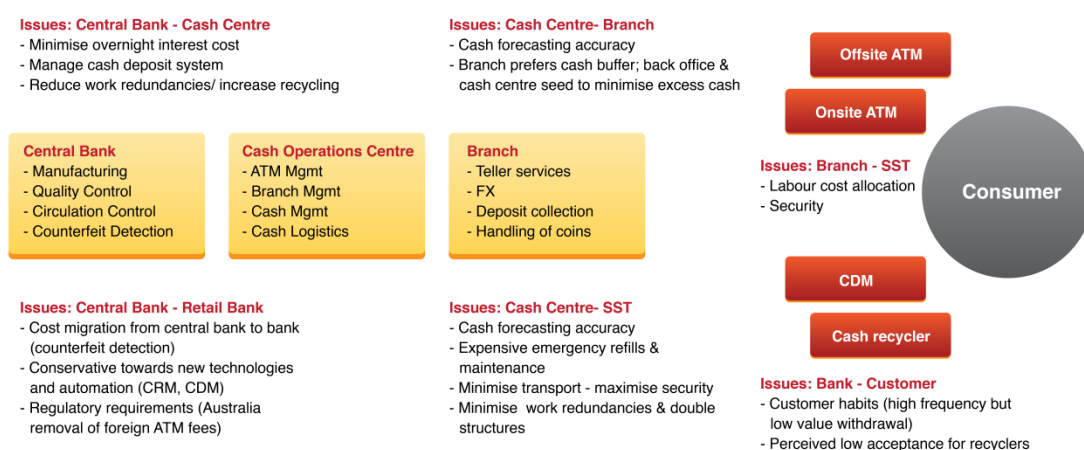 Issues: Central Bank - Cash Centre
- Minimise overnight interest cost
- Manage cash deposit system
- Reduce work redundancies/ increase recycling
Issues: Cash Centre- Branch
- Cash forecasting accuracy
- Branch prefers cash buffer; back office &
cash centre seed to minimise excess cash
Offsite ATM
Onsite ATM
Central Bank
- Manufacturing
- Quality Control
- Circulation Control
- Counterfeit Detection
Cash Operations Centre
- ATM Mgmt
- Branch Mgmt
- Cash Mgmt
- Cash Logistics
Branch
- Teller services
- FX
- Deposit collection
- Handling of coins
Issues: Branch - SST
- Labour cost allocation
- Security
Consumer
CDM
Cash recycler
Issues: Central Bank - Retail Bank
- Cost migration from central bank to bank
(counterfeit detection)
- Conservative towards new technologies
and automation (CRM, CDM)
- Regulatory requirements (Australia
removal of foreign ATM fees)
Issues: Cash Centre- SST
- Cash forecasting accuracy
- Expensive emergency refills &
maintenance
- Minimise transport - maximise security
- Minimise work redundancies & double
structures
Issues: Bank - Customer
- Customer habits (high frequency but
low value withdrawal)
- Perceived low acceptance for recyclers